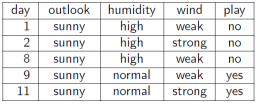 day outlook humidity wind play
1 sunny high weak no
2 sunny high strong no
8 sunny high weak no
9 sunny normal weak yes
11 sunny normal strong yes